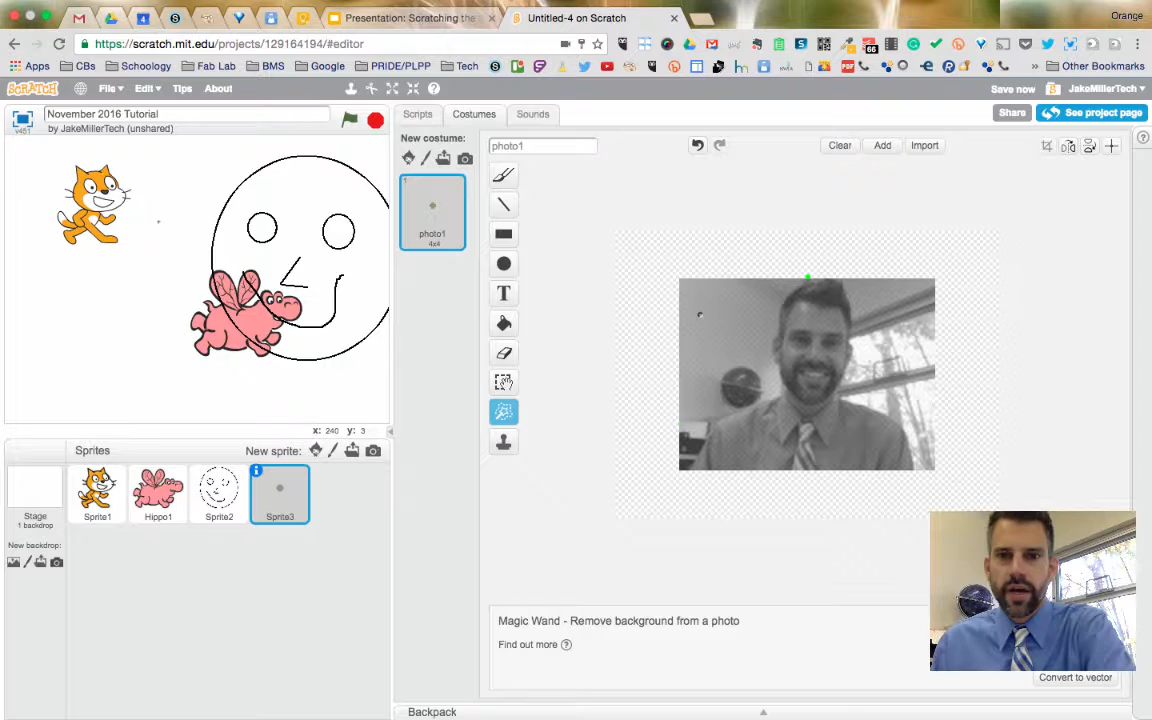 Presentation: Scratching the
Untitled-4 on Scratch
Orange
https://scratch.mit.edu/projects/129164194/#editor
66
Apps
CBs
Schoology
Fab Lab
BMS
Google
PRIDE/PLPP
Tech
Other Bookmarks
SCRATCH
File
Edit
Tips
About
Save now
JakeMillerTech
v451
November 2016 Tutorial
by JakeMillerTech (unshared)
Scripts
Costumes
Sounds
Share
See project page
New costume:
photo1
Clear
Add
Import
1
photo1
4x4
T
x: 240 y: 3
Sprites
New sprite:
Stage
1 backdrop
New backdrop:
Sprite1
Hippo1
Sprite2
Sprite3
Magic Wand - Remove background from a photo
Find out more
Convert to vector
Backpack